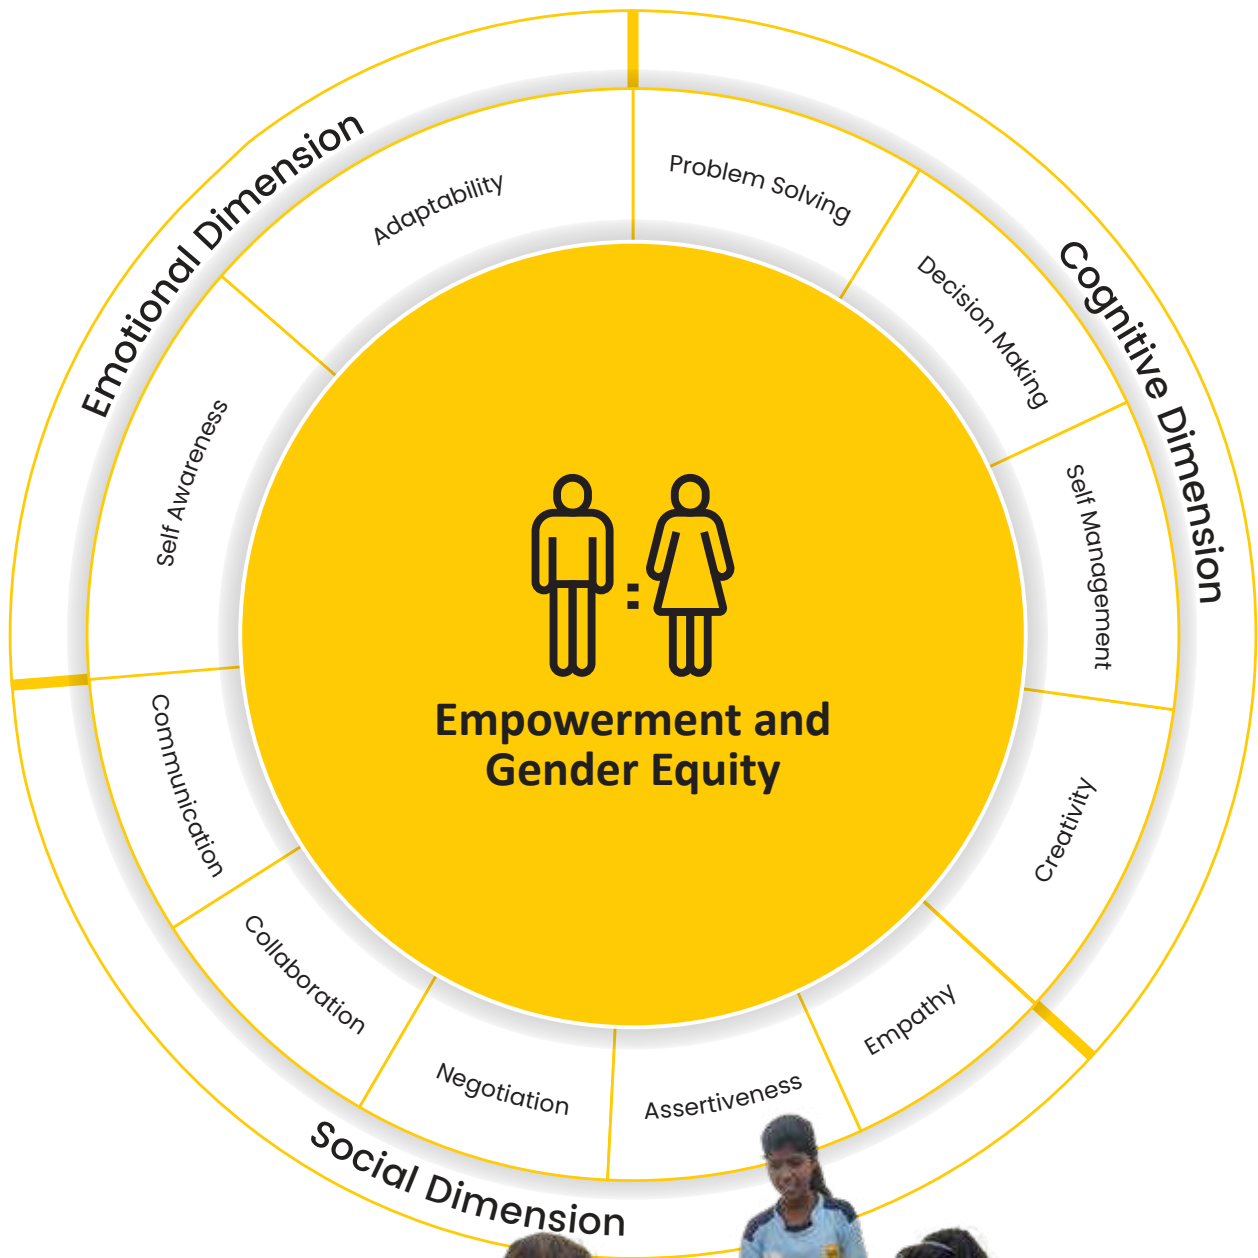 Emotional Dimension
Cognitive Dimension
Social Dimension
Adaptability
Problem Solving
Decision Making
Self Management
Creativity
Empathy
Assertiveness
Negotiation
Collaboration
Communication
Self Awareness
:
Empowerment and
Gender Equity